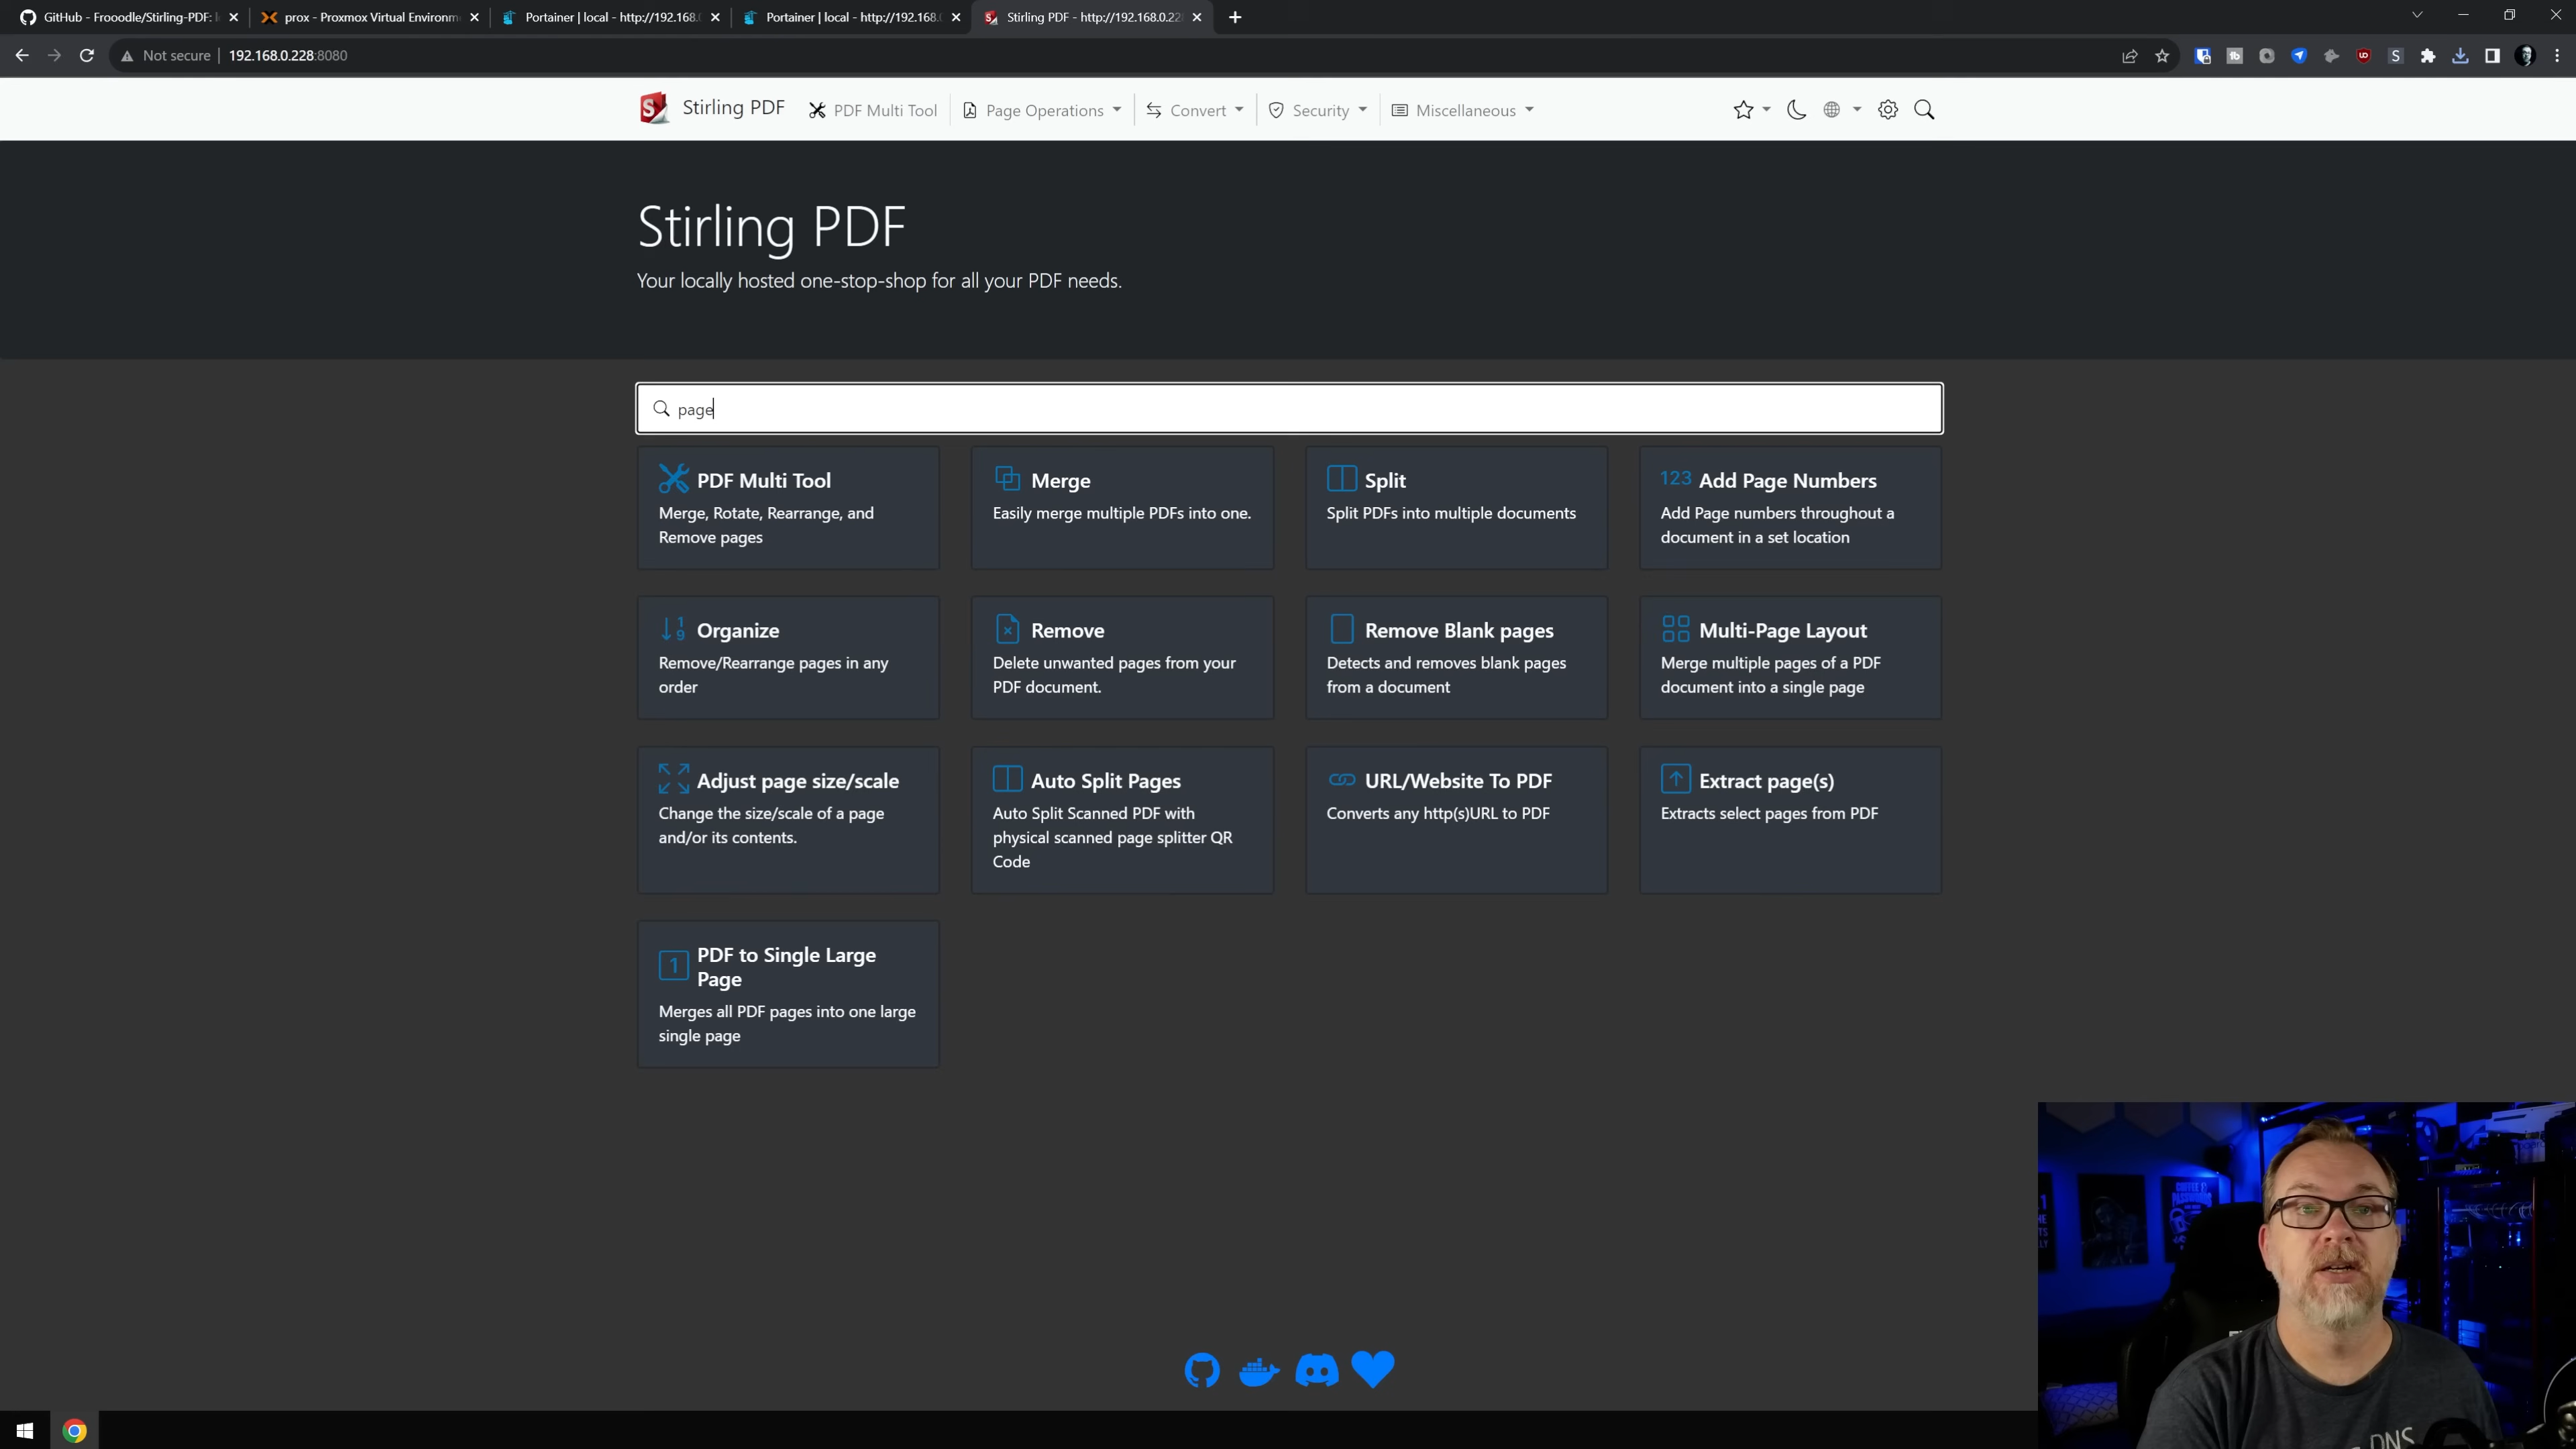 GitHub - Frooodle/Stirling-PDF: l
prox - Proxmox Virtual Environm
Portainer | local - http://192.168.0
Portainer | local - http://192.168.0
Stirling PDF - http://192.168.0.22
Not secure
192.168.0.228:8080
Stirling PDF
PDF Multi Tool
Page Operations
Convert
Security
Miscellaneous
Stirling PDF
Your locally hosted one-stop-shop for all your PDF needs.
page
PDF Multi Tool
Merge, Rotate, Rearrange, and
Remove pages
Merge
Easily merge multiple PDFs into one.
Split
Split PDFs into multiple documents
123 Add Page Numbers
Add Page numbers throughout a
document in a set location
Organize
Remove/Rearrange pages in any
order
Remove
Delete unwanted pages from your
PDF document.
Remove Blank pages
Detects and removes blank pages
from a document
Multi-Page Layout
Merge multiple pages of a PDF
document into a single page
Adjust page size/scale
Change the size/scale of a page
and/or its contents.
Auto Split Pages
Auto Split Scanned PDF with
physical scanned page splitter QR
Code
URL/Website To PDF
Converts any http(s)URL to PDF
Extract page(s)
Extracts select pages from PDF
1 PDF to Single Large
Page
Merges all PDF pages into one large
single page
COFFEE
PASSWORDS
DNS